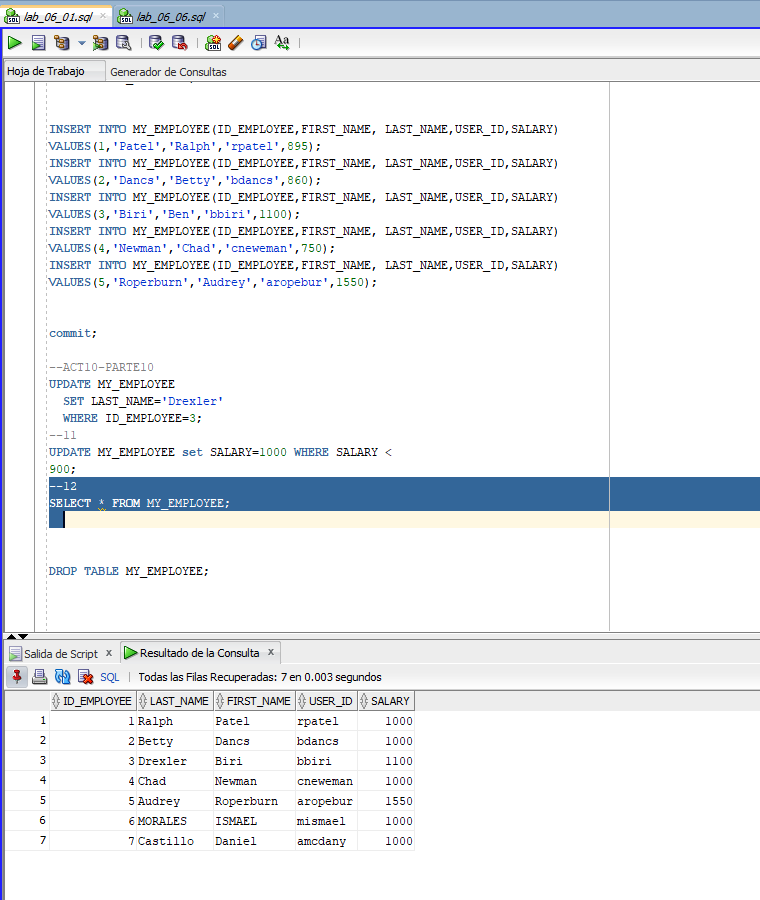 lab_06_01.sql × lab_06_06.sql ×
Hoja de Trabajo Generador de Consultas
INSERT INTO MY_EMPLOYEE(ID_EMPLOYEE,FIRST_NAME, LAST_NAME,USER_ID,SALARY)
VALUES(1,'Patel','Ralph','rpatel',895);
INSERT INTO MY_EMPLOYEE(ID_EMPLOYEE,FIRST_NAME, LAST_NAME,USER_ID,SALARY)
VALUES(2,'Dancs','Betty','bdancs',860);
INSERT INTO MY_EMPLOYEE(ID_EMPLOYEE,FIRST_NAME, LAST_NAME,USER_ID,SALARY)
VALUES(3,'Biri','Ben','bbiri',1100);
INSERT INTO MY_EMPLOYEE(ID_EMPLOYEE,FIRST_NAME, LAST_NAME,USER_ID,SALARY)
VALUES(4,'Newman','Chad','cneweman',750);
INSERT INTO MY_EMPLOYEE(ID_EMPLOYEE,FIRST_NAME, LAST_NAME,USER_ID,SALARY)
VALUES(5,'Roperburn','Audrey','aropebur',1550);
commit;
--ACT10-PARTE10
UPDATE MY_EMPLOYEE
SET LAST_NAME='Drexler'
WHERE ID_EMPLOYEE=3;
--11
UPDATE MY_EMPLOYEE set SALARY=1000 WHERE SALARY <
900;
--12
SELECT * FROM MY_EMPLOYEE;
DROP TABLE MY_EMPLOYEE;
Salida de Script × Resultado de la Consulta ×
SQL | Todas las Filas Recuperadas: 7 en 0.003 segundos
ID_EMPLOYEE LAST_NAME FIRST_NAME USER_ID SALARY
1 1 Ralph Patel rpatel 1000
2 2 Betty Dancs bdancs 1000
3 3 Drexler Biri bbiri 1100
4 4 Chad Newman cneweman 1000
5 5 Audrey Roperburn aropebur 1550
6 6 MORALES ISMAEL mismael 1000
7 7 Castillo Daniel amcdany 1000